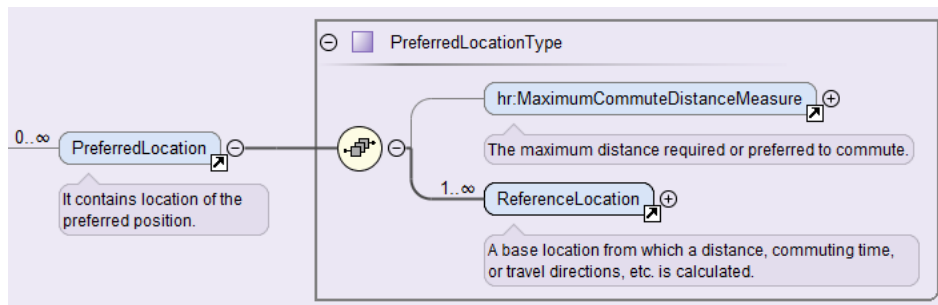 PreferredLocationType
hr:MaximumCommuteDistanceMeasure
The maximum distance required or preferred to commute.
0..∞
PreferredLocation
It contains location of the
preferred position.
1..∞
ReferenceLocation
A base location from which a distance, commuting time,
or travel directions, etc. is calculated.